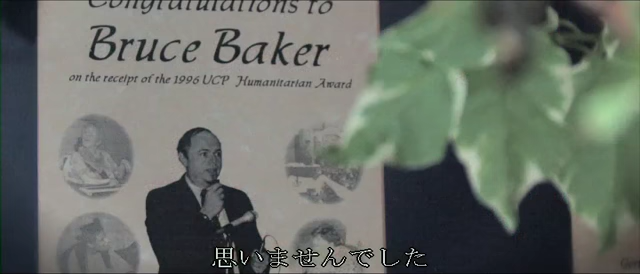 Congratulations to
Bruce Baker
on the receipt of the 1996 UCP Humanitarian Award
思いませんでした